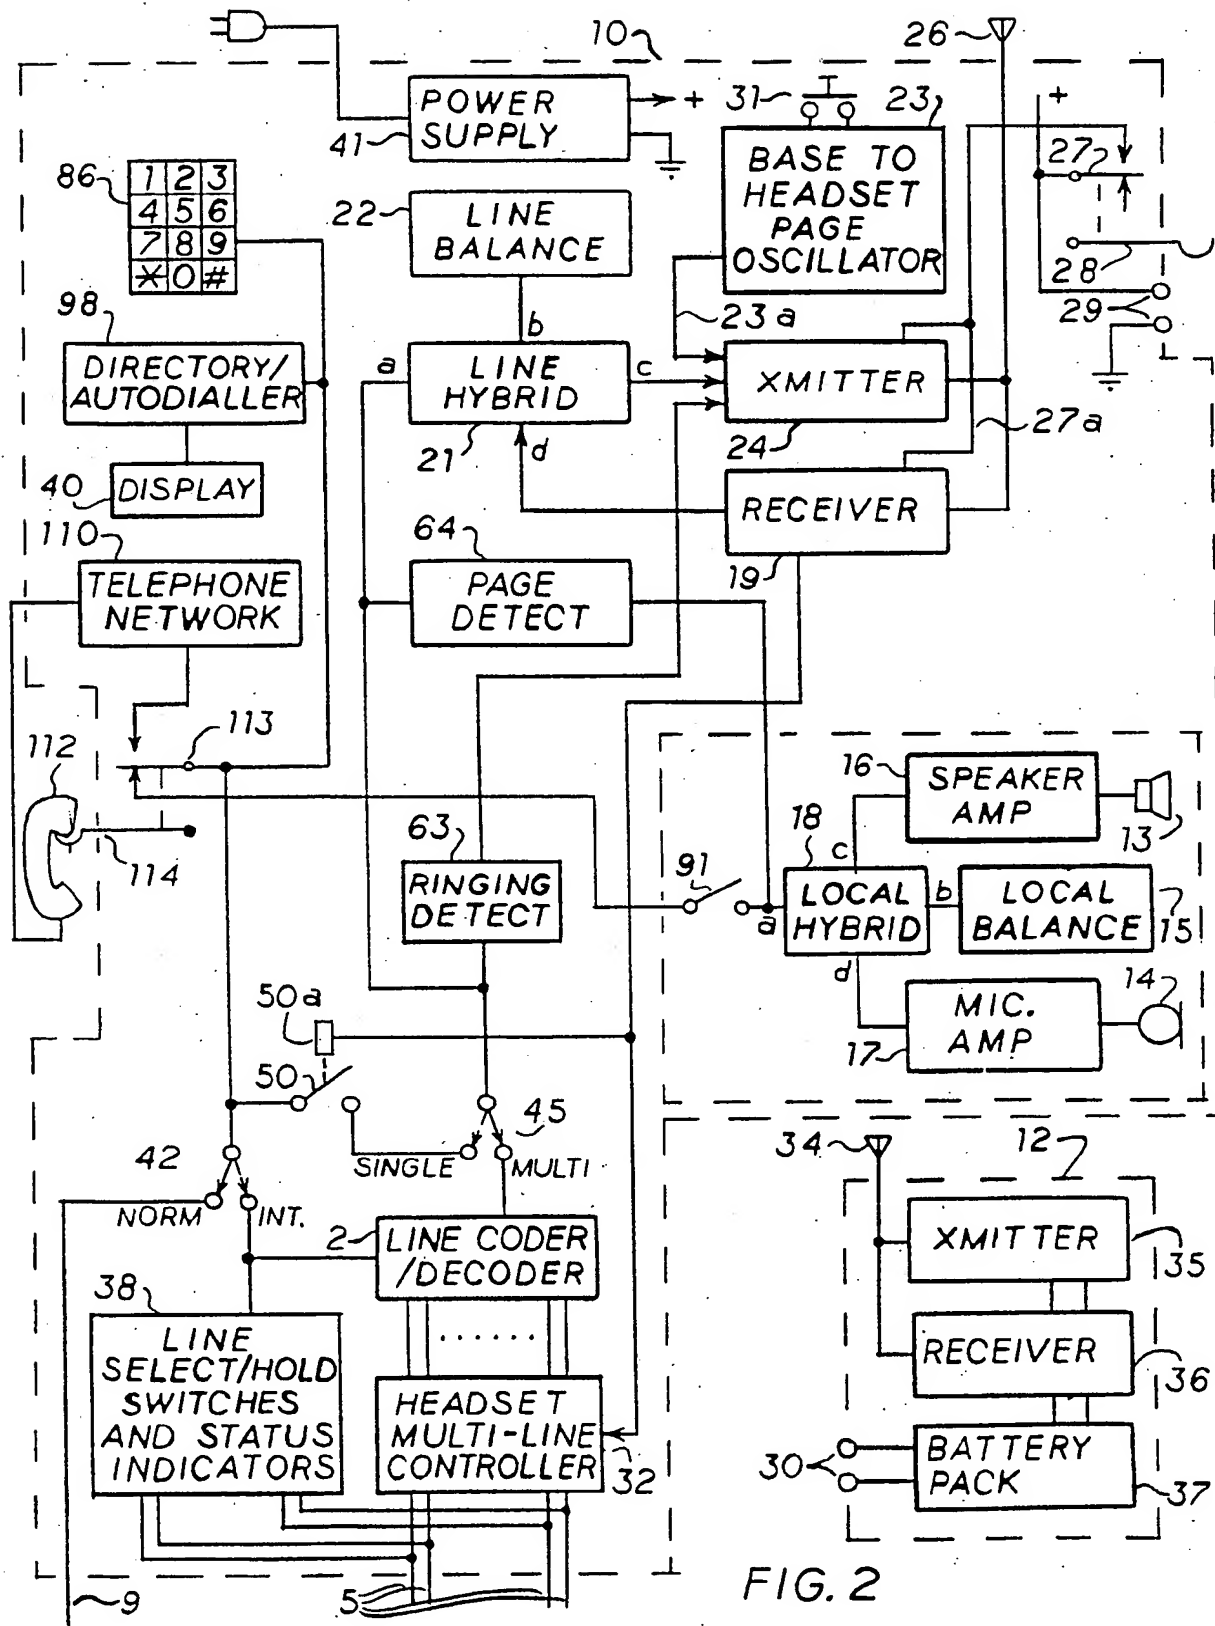 10
26
POWER
SUPPLY
+
41
31
23
+
BASE TO
HEADSET
PAGE
OSCILLATOR
27
28
29
86
1 2 3
4 5 6
7 8 9
* 0 #
22
LINE
BALANCE
23a
98
DIRECTORY/
AUTODIALLER
a
b
c
d
LINE
HYBRID
21
XMITTER
24
27a
40
DISPLAY
RECEIVER
19
110
TELEPHONE
NETWORK
64
PAGE
DETECT
113
112
114
63
RINGING
DETECT
91
16
SPEAKER
AMP
13
18
c
LOCAL
HYBRID
a
b
d
LOCAL
BALANCE
15
MIC.
AMP
17
14
50a
50
45
SINGLE
MULTI
42
NORM
INT.
2
LINE CODER
/DECODER
38
LINE
SELECT/HOLD
SWITCHES
AND STATUS
INDICATORS
......
HEADSET
MULTI-LINE
CONTROLLER
32
34
12
XMITTER
35
RECEIVER
36
30
BATTERY
PACK
37
9
5
FIG. 2